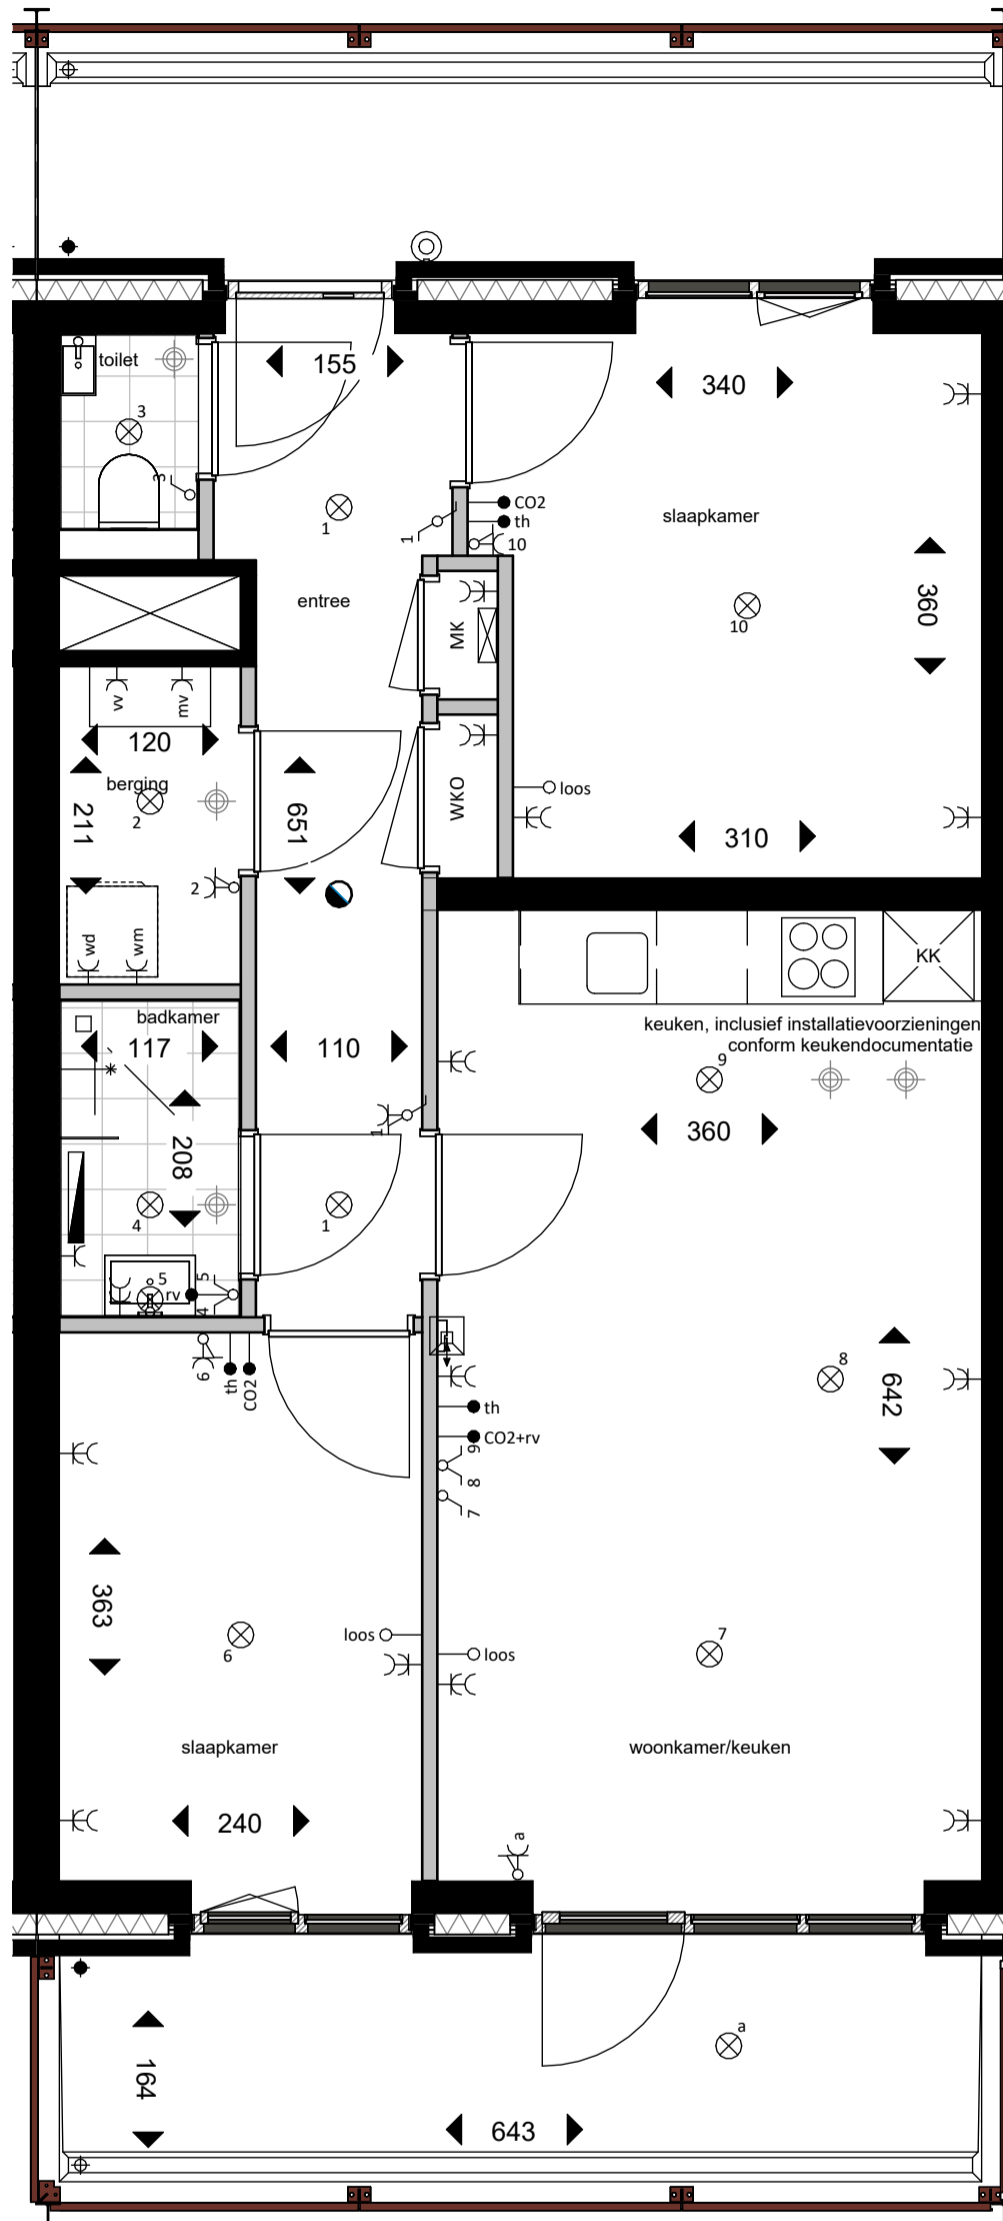 toilet
3
3
155
340
1
1
CO2
th
10
slaapkamer
entree
10
360
MK
vv
mv
120
berging
2
211
651
WKO
loos
310
2
wd
wm
KK
badkamer
117
110
keuken, inclusief installatievoorzieningen
conform keukendocumentatie
9
360
1
208
4
1
5
rv
5
4
6
th
CO2
th
CO2+rv
9
8
7
8
642
363
6
loos
loos
7
slaapkamer
woonkamer/keuken
240
a
a
164
643